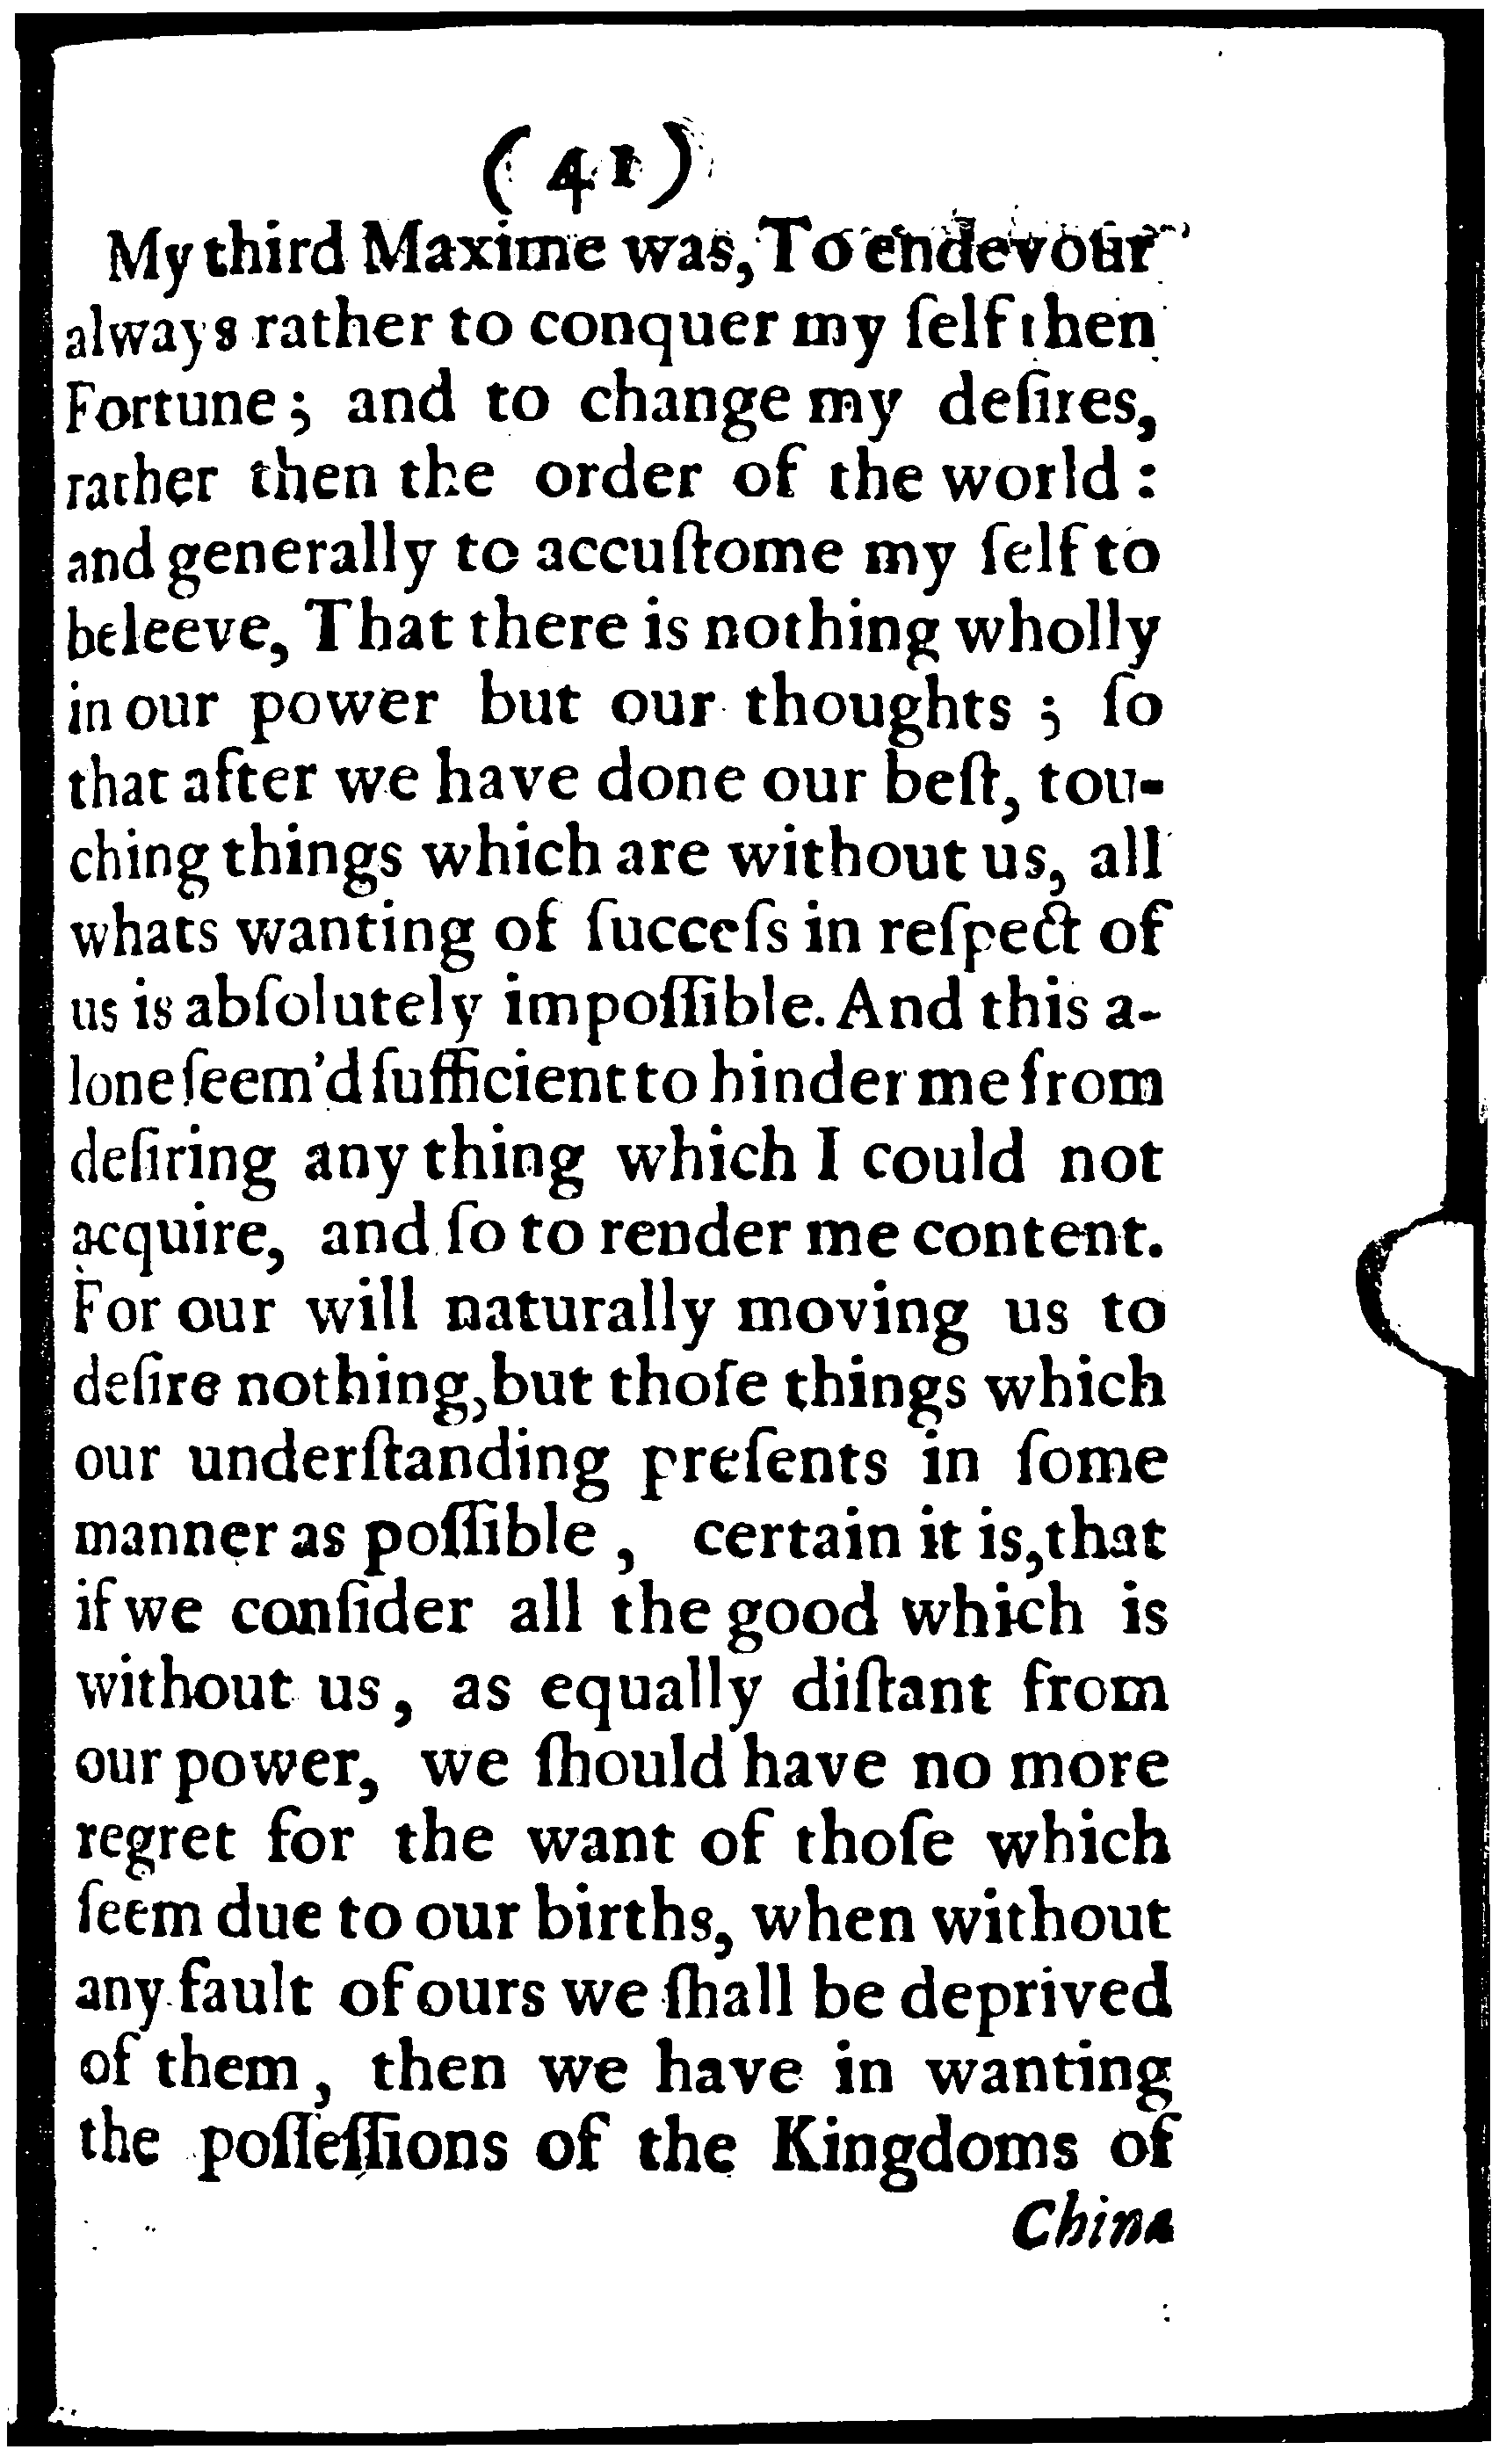 (41)
My third Maxime was, To endevour
always rather to conquer my ſelf then
Fortune; and to change my deſires,
rather then the order of the world:
and generally to accuſtome my ſelf to
beleeve, That there is nothing wholly
in our power but our thoughts; ſo
that after we have done our beſt, tou-
ching things which are without us, all
whats wanting of ſucceſs in reſpect of
us is abſolutely impoſſible. And this a-
lone ſeem'd ſufficient to hinder me from
deſiring any thing which I could not
acquire, and ſo to render me content.
For our will naturally moving us to
deſire nothing, but thoſe things which
our underſtanding preſents in ſome
manner as poſſible, certain it is, that
if we conſider all the good which is
without us, as equally diſtant from
our power, we ſhould have no more
regret for the want of thoſe which
ſeem due to our births, when without
any fault of ours we ſhall be deprived
of them, then we have in wanting
the poſſeſſions of the Kingdoms of
China